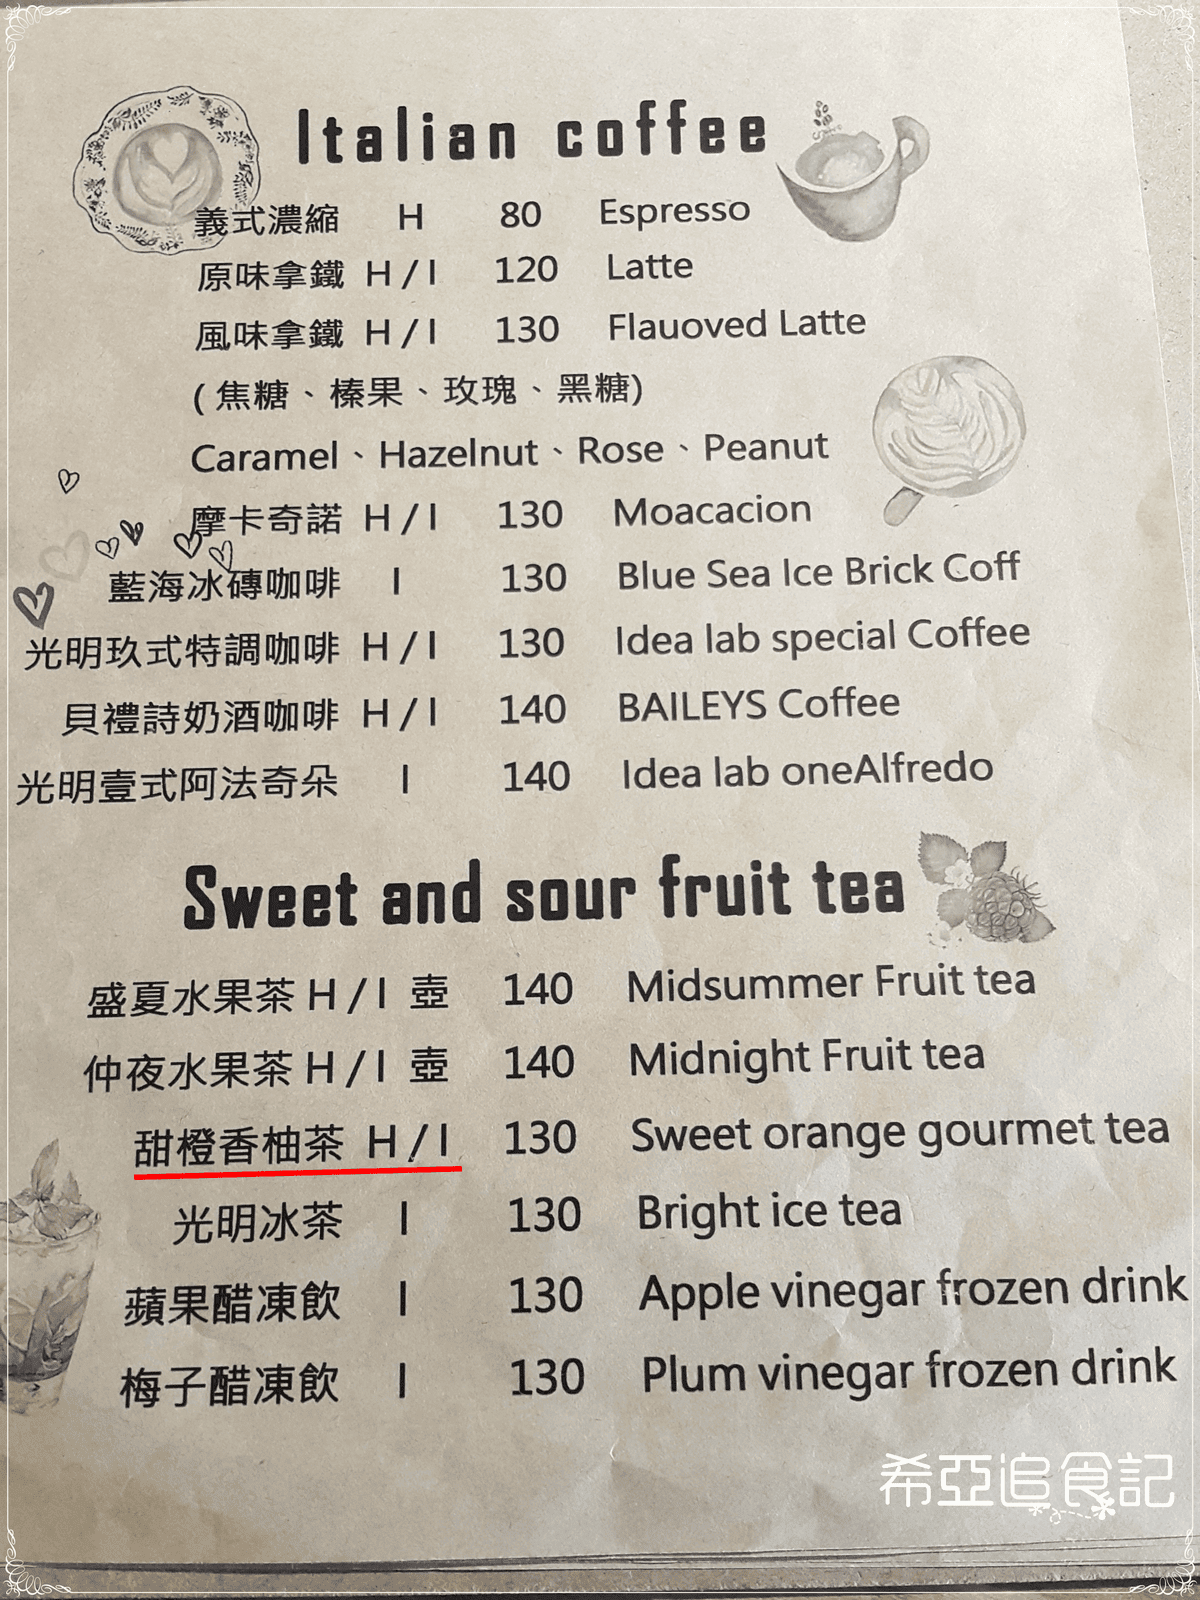 Italian coffee
義式濃縮 H 80 Espresso
原味拿鐵 H / I 120 Latte
風味拿鐵 H / I 130 Flauoved Latte
( 焦糖、榛果、玫瑰、黑糖)
Caramel、Hazelnut、Rose、Peanut
摩卡奇諾 H / I 130 Moacacion
藍海冰磚咖啡 I 130 Blue Sea Ice Brick Coff
光明玖式特調咖啡 H / I 130 Idea lab special Coffee
貝禮詩奶酒咖啡 H / I 140 BAILEYS Coffee
光明壹式阿法奇朵 I 140 Idea lab oneAlfredo
Sweet and sour fruit tea
盛夏水果茶 H / I 壺 140 Midsummer Fruit tea
仲夜水果茶 H / I 壺 140 Midnight Fruit tea
甜橙香柚茶 H / I 130 Sweet orange gourmet tea
光明冰茶 I 130 Bright ice tea
蘋果醋凍飲 I 130 Apple vinegar frozen drink
梅子醋凍飲 I 130 Plum vinegar frozen drink
希亞追食記